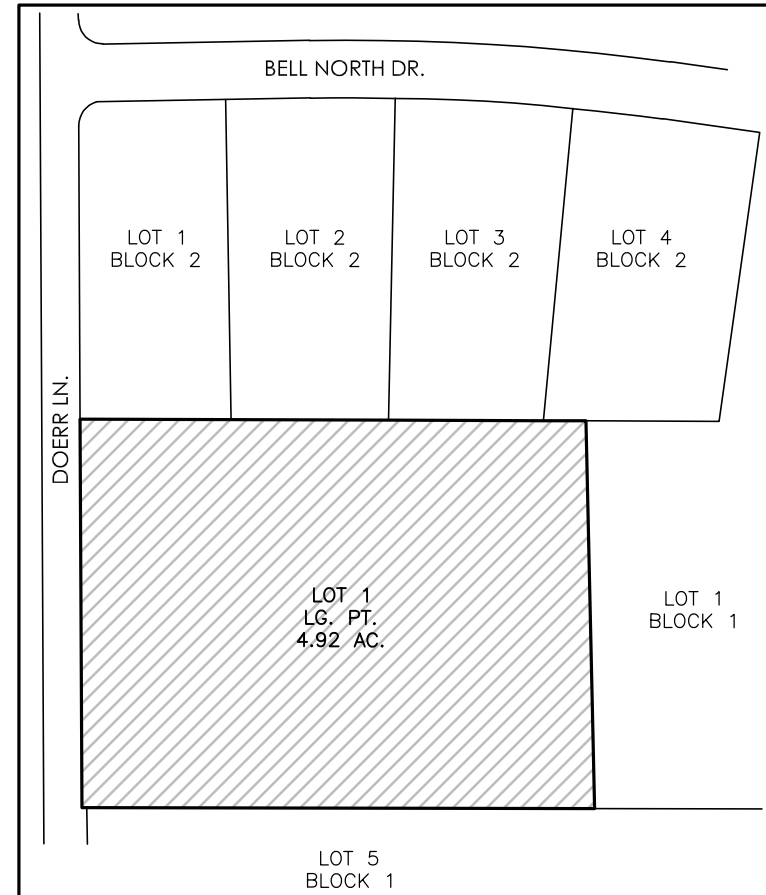 BELL NORTH DR.
LOT 1
BLOCK 2
LOT 2
BLOCK 2
LOT 3
BLOCK 2
LOT 4
BLOCK 2
DOERR LN.
LOT 1
LG. PT.
4.92 AC.
LOT 1
BLOCK 1
LOT 5
BLOCK 1